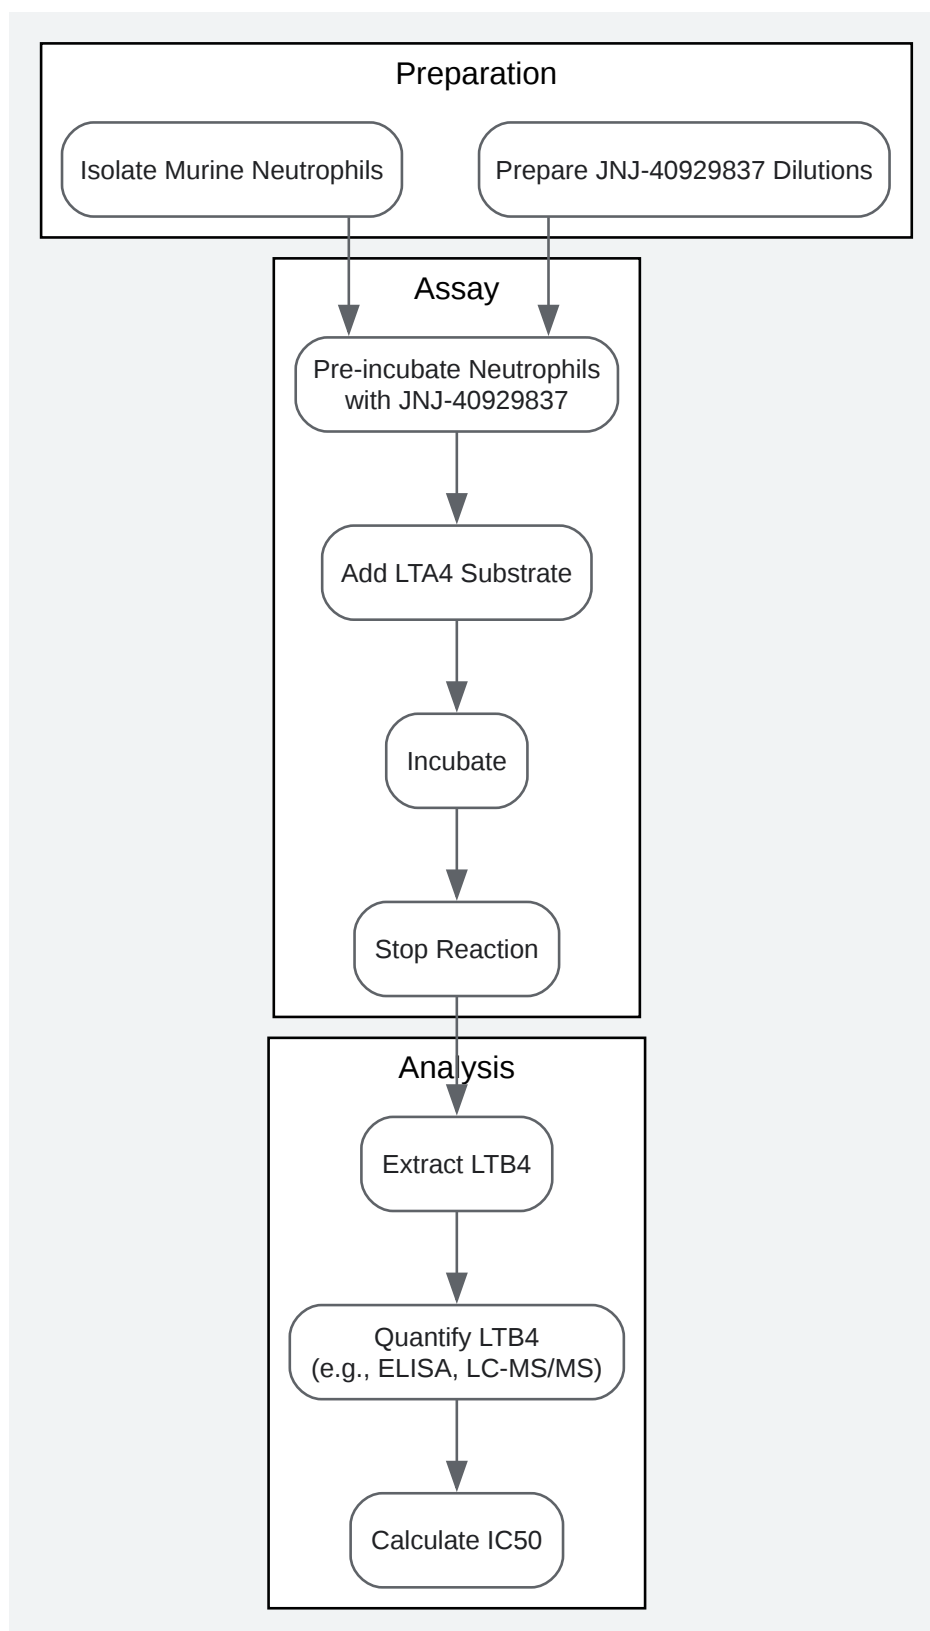 Preparation
Isolate Murine Neutrophils
Prepare JNJ-40929837 Dilutions
Assay
Pre-incubate Neutrophils
with JNJ-40929837
Add LTA4 Substrate
Incubate
Stop Reaction
Analysis
Extract LTB4
Quantify LTB4
(e.g., ELISA, LC-MS/MS)
Calculate IC50